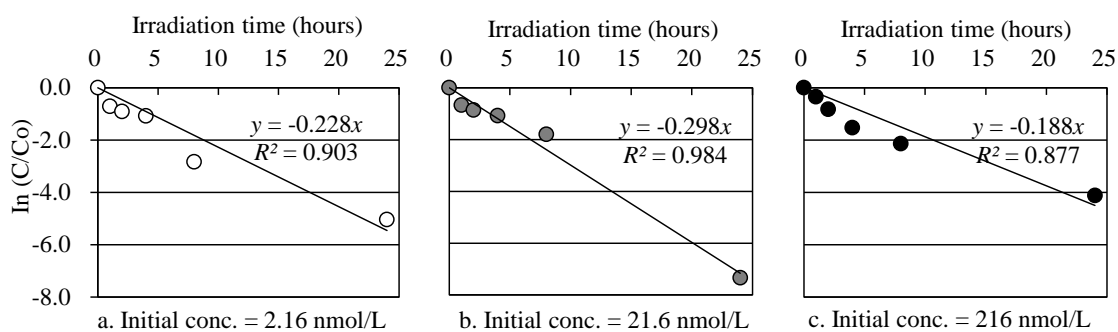 Irradiation time (hours)
0 5 10 15 20 25
0.0
-2.0
-4.0
-6.0
-8.0
In (C/Co)
y = -0.228x
R² = 0.903
a. Initial conc. = 2.16 nmol/L
Irradiation time (hours)
0 5 10 15 20 25
y = -0.298x
R² = 0.984
b. Initial conc. = 21.6 nmol/L
Irradiation time (hours)
0 5 10 15 20 25
y = -0.188x
R² = 0.877
c. Initial conc. = 216 nmol/L